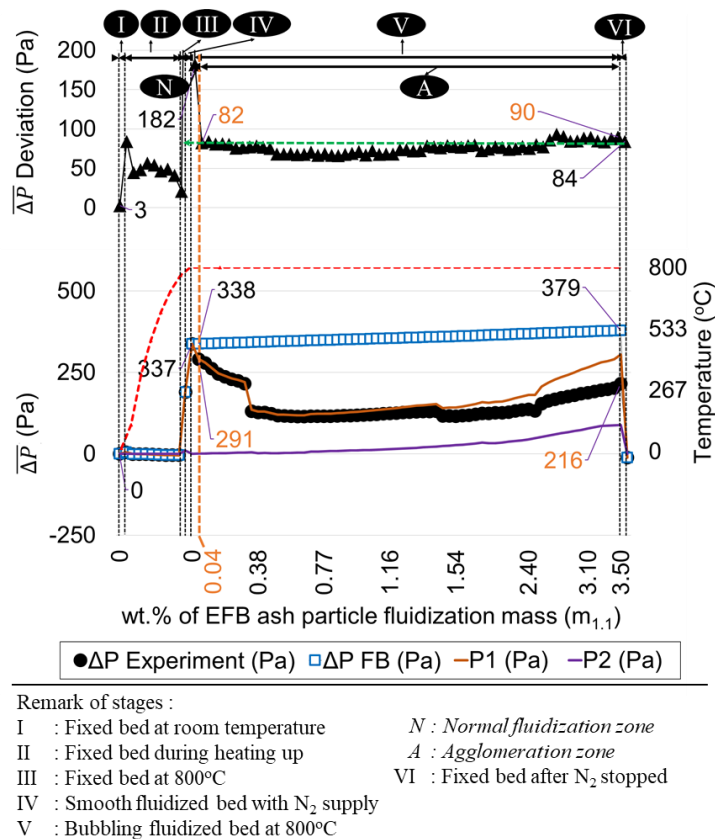 I II III IV V VI
200
150
100
50
0
ΔP Deviation (Pa)
N
A
182
82
90
84
3
500
250
0
-250
ΔP (Pa)
800
533
267
0
Temperature (°C)
338
379
337
291
216
0
0 0 0.04 0.38 0.77 1.16 1.54 2.40 3.10 3.50
wt.% of EFB ash particle fluidization mass (m1.1)
ΔP Experiment (Pa) ΔP FB (Pa) P1 (Pa) P2 (Pa)
Remark of stages :
I : Fixed bed at room temperature
II : Fixed bed during heating up
III : Fixed bed at 800°C
IV : Smooth fluidized bed with N2 supply
V : Bubbling fluidized bed at 800°C
N : Normal fluidization zone
A : Agglomeration zone
VI : Fixed bed after N2 stopped